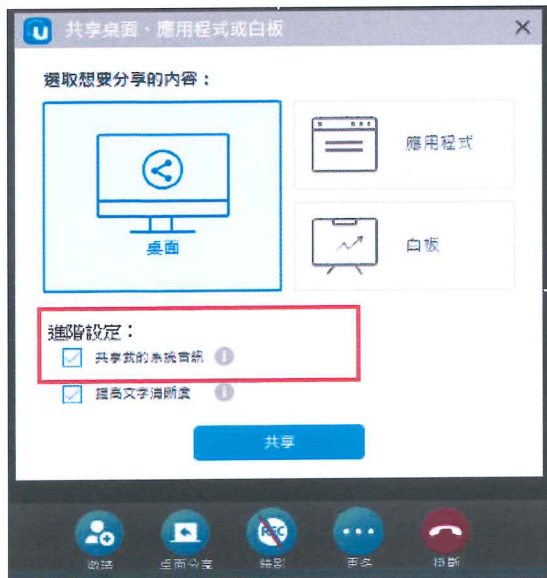 共享桌面、應用程式或白板
選取想要分享的內容：
桌面
應用程式
白板
進階設定：
共享我的系統音訊
提高文字清晰度
共享
邀請
桌面分享
REC
錄影
更多
掛斷